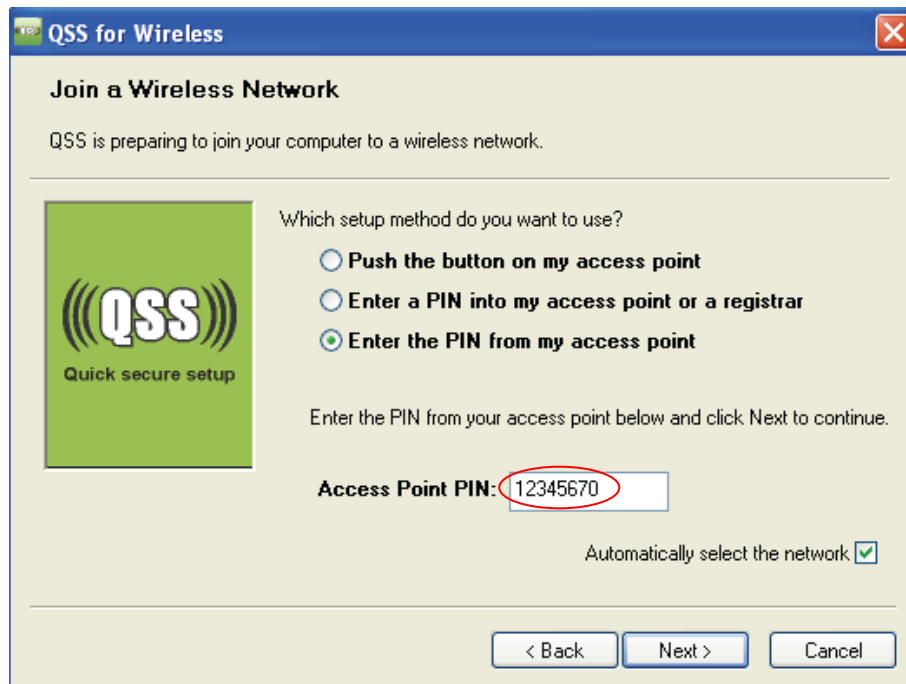 QSS for Wireless
Join a Wireless Network
QSS is preparing to join your computer to a wireless network.
Which setup method do you want to use?
Push the button on my access point
Enter a PIN into my access point or a registrar
Enter the PIN from my access point
(((QSS)))
Quick secure setup
Enter the PIN from your access point below and click Next to continue.
Access Point PIN: 12345670
Automatically select the network
< Back Next > Cancel